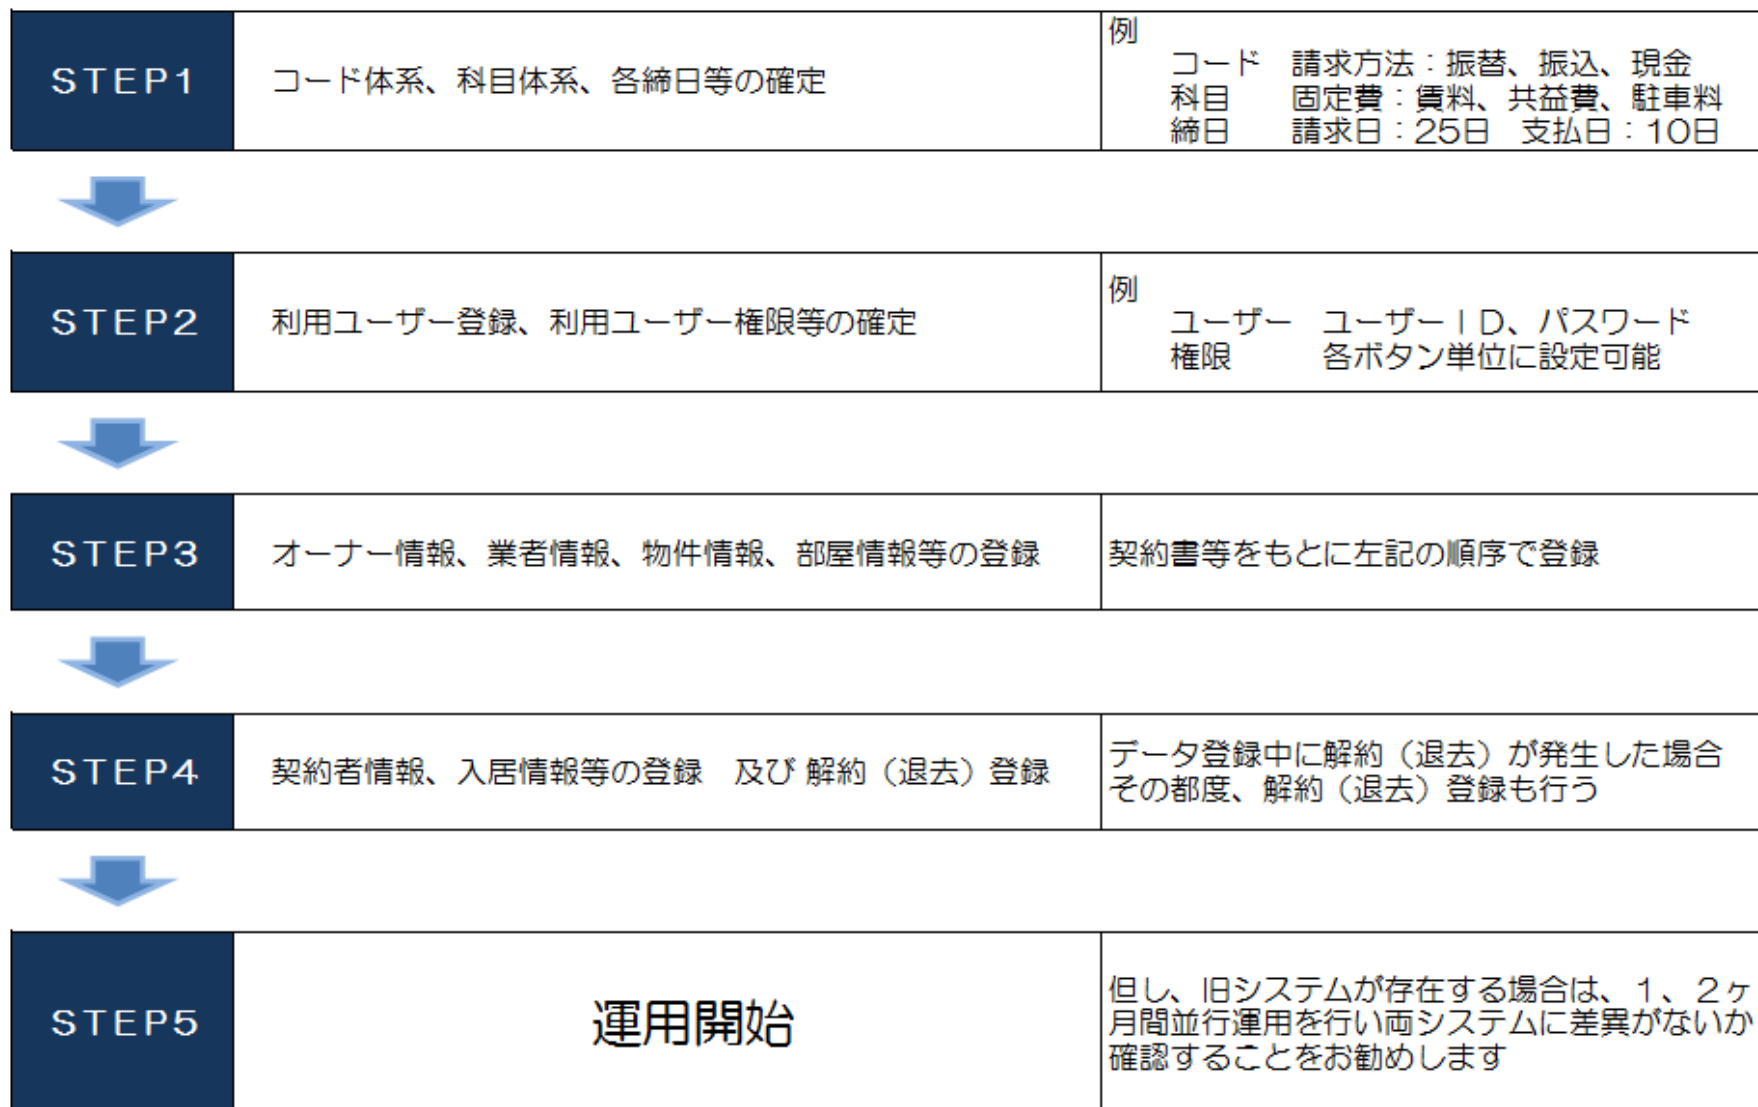 STEP1
コード体系、科目体系、各締日等の確定
例
コード　請求方法：振替、振込、現金
科目　　固定費：賃料、共益費、駐車料
締日　　請求日：25日　支払日：10日
STEP2
利用ユーザー登録、利用ユーザー権限等の確定
例
ユーザー　ユーザーＩＤ、パスワード
権限　　　各ボタン単位に設定可能
STEP3
オーナー情報、業者情報、物件情報、部屋情報等の登録
契約書等をもとに左記の順序で登録
STEP4
契約者情報、入居情報等の登録　及び 解約（退去）登録
データ登録中に解約（退去）が発生した場合
その都度、解約（退去）登録も行う
STEP5
運用開始
但し、旧システムが存在する場合は、１、２ヶ
月間並行運用を行い両システムに差異がないか
確認することをお勧めします